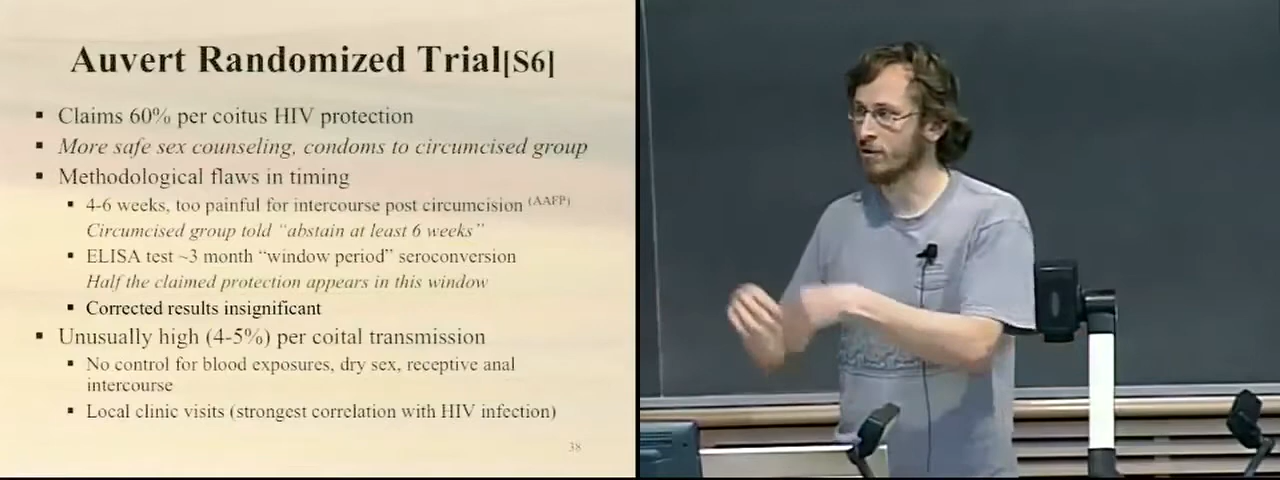 Auvert Randomized Trial[S6]
▪ Claims 60% per coitus HIV protection
▪ More safe sex counseling, condoms to circumcised group
▪ Methodological flaws in timing
▪ 4-6 weeks, too painful for intercourse post circumcision (AAFP)
Circumcised group told "abstain at least 6 weeks"
▪ ELISA test ~3 month "window period" seroconversion
Half the claimed protection appears in this window
▪ Corrected results insignificant
▪ Unusually high (4-5%) per coital transmission
▪ No control for blood exposures, dry sex, receptive anal
intercourse
▪ Local clinic visits (strongest correlation with HIV infection)
38